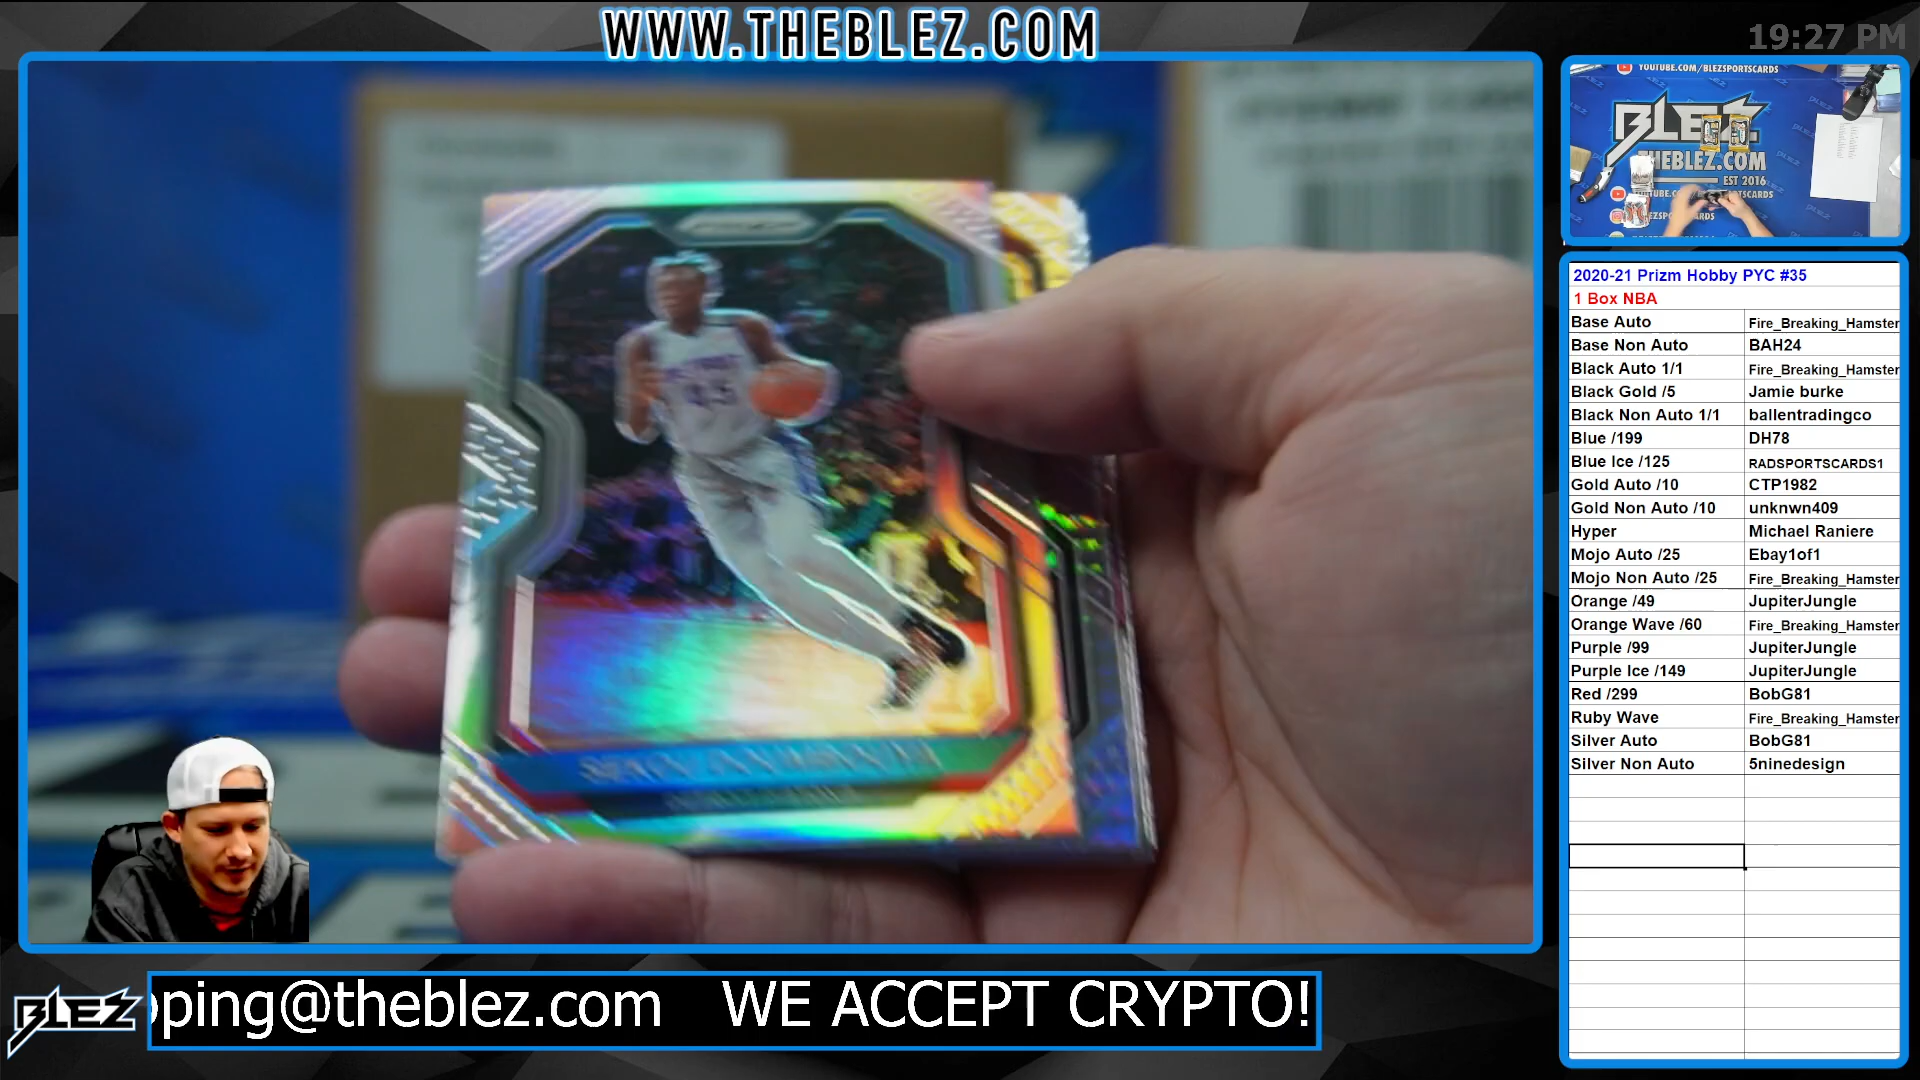 WWW.THEBLEZ.COM
19:27 PM
YOUTUBE.COM/BLEZSPORTSCARDS
BLEZ
THEBLEZ.COM
EST 2016
2020-21 Prizm Hobby PYC #35
1 Box NBA
Base Auto Fire_Breaking_Hamster
Base Non Auto BAH24
Black Auto 1/1 Fire_Breaking_Hamster
Black Gold /5 Jamie burke
Black Non Auto 1/1 ballentradingco
Blue /199 DH78
Blue Ice /125 RADSPORTSCARDS1
Gold Auto /10 CTP1982
Gold Non Auto /10 unknwn409
Hyper Michael Raniere
Mojo Auto /25 Ebay1of1
Mojo Non Auto /25 Fire_Breaking_Hamster
Orange /49 JupiterJungle
Orange Wave /60 Fire_Breaking_Hamster
Purple /99 JupiterJungle
Purple Ice /149 JupiterJungle
Red /299 BobG81
Ruby Wave Fire_Breaking_Hamster
Silver Auto BobG81
Silver Non Auto 5ninedesign
BLEZ
pping@theblez.com WE ACCEPT CRYPTO!